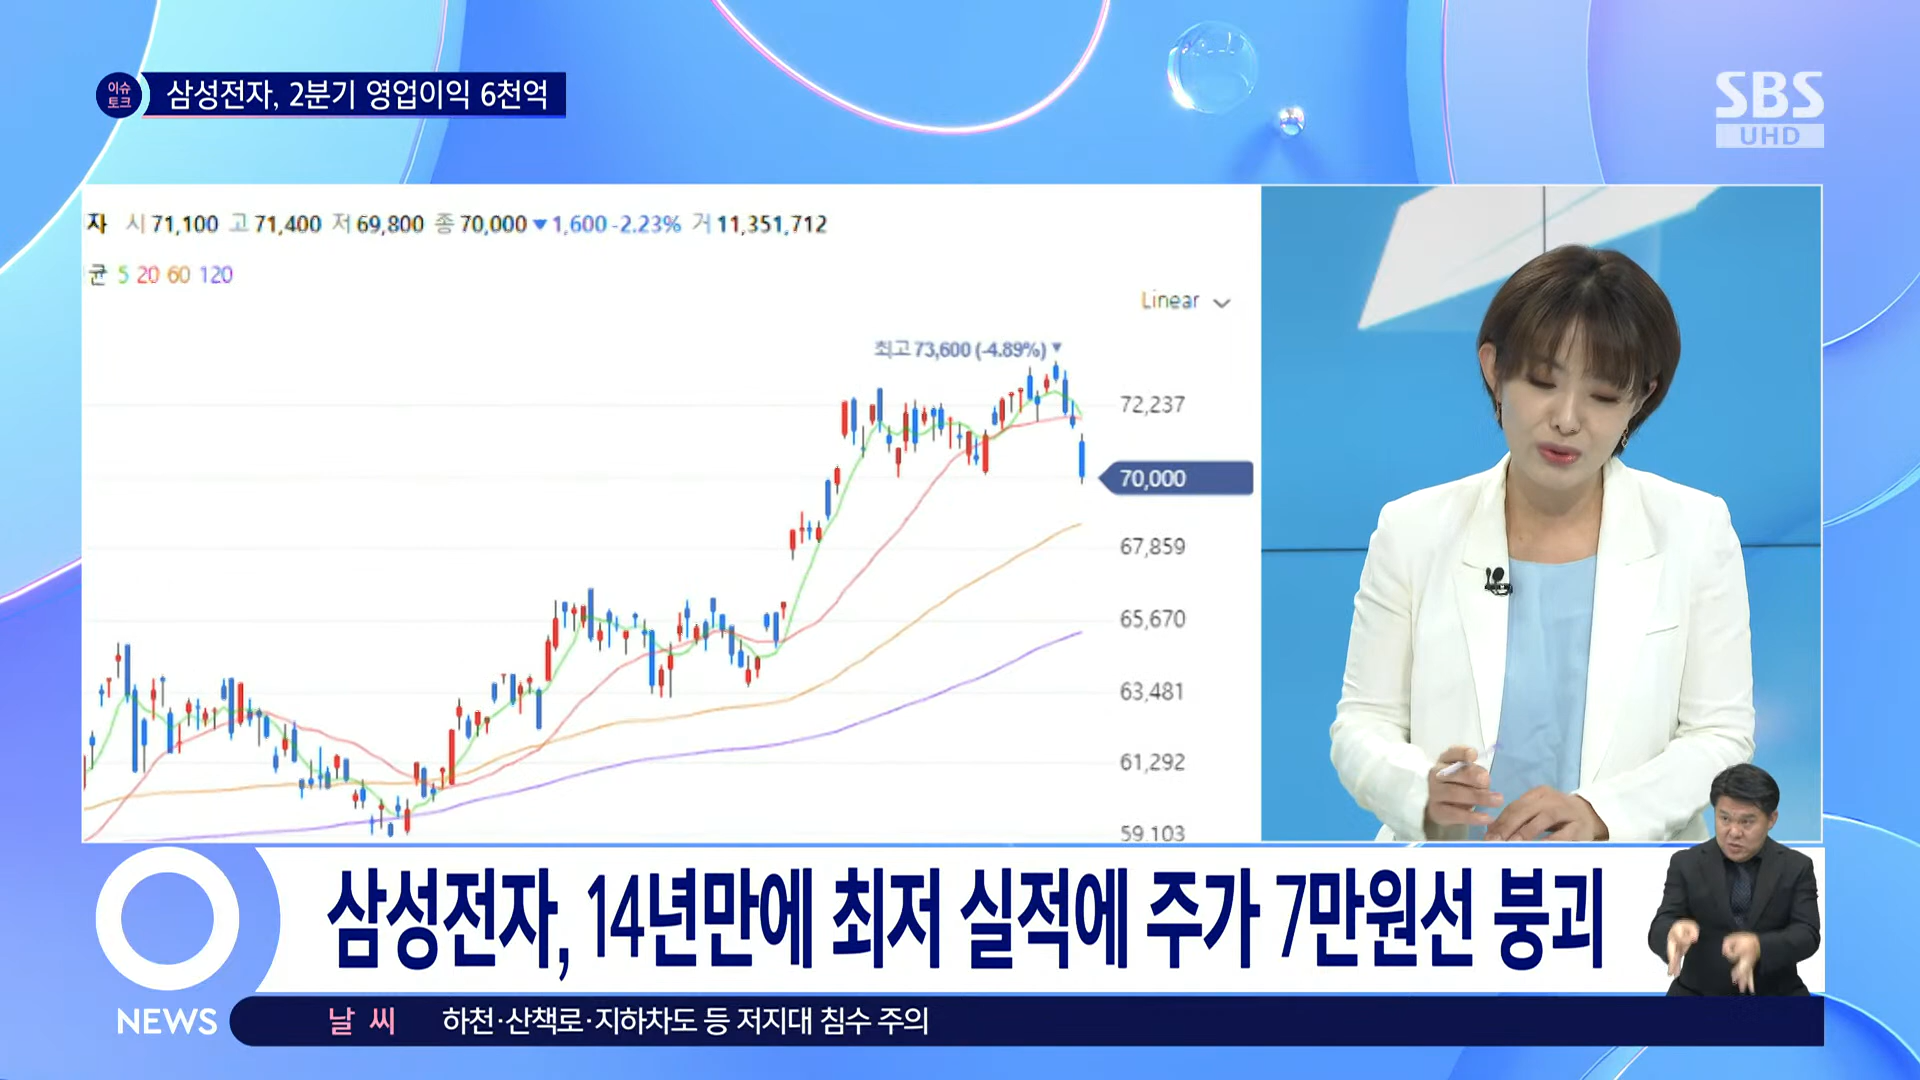 이슈
토크
삼성전자, 2분기 영업이익 6천억
SBS
UHD
자 시 71,100 고 71,400 저 69,800 종 70,000 ▼ 1,600 -2.23% 거 11,351,712
균 5 20 60 120
Linear
최고 73,600 (-4.89%) ▼
72,237
70,000
67,859
65,670
63,481
61,292
59,103
삼성전자, 14년만에 최저 실적에 주가 7만원선 붕괴
NEWS
날 씨 하천·산책로·지하차도 등 저지대 침수 주의